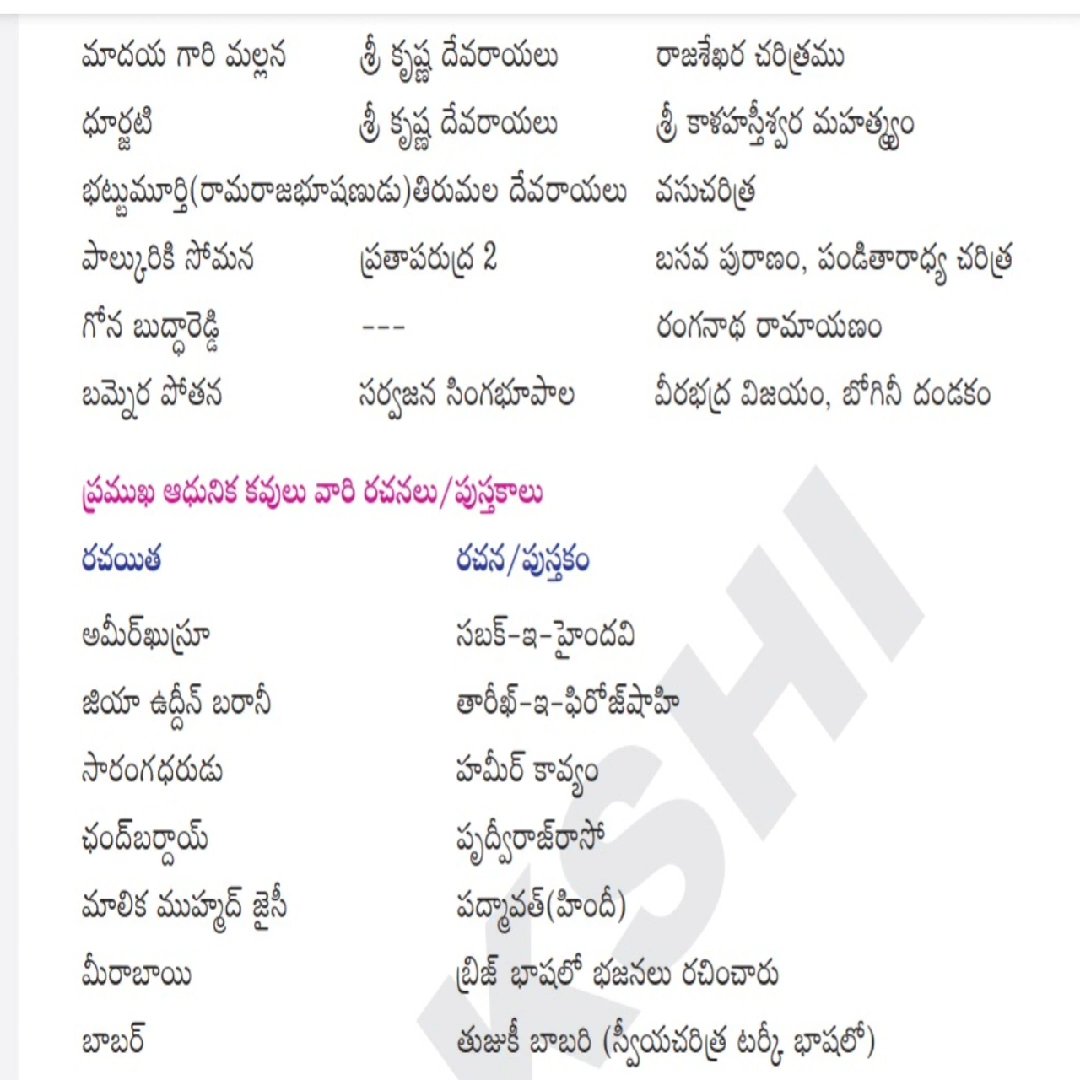 మాదయ గారి మల్లన శ్రీ కృష్ణ దేవరాయలు రాజశేఖర చరిత్రము
ధూర్జటి శ్రీ కృష్ణ దేవరాయలు శ్రీ కాళహస్తీశ్వర మహత్మ్యం
భట్టుమూర్తి(రామరాజభూషణుడు)తిరుమల దేవరాయలు వసుచరిత్ర
పాల్కురికి సోమన ప్రతాపరుద్ర 2 బసవ పురాణం, పండితారాధ్య చరిత్ర
గోన బుద్ధారెడ్డి --- రంగనాథ రామాయణం
బమ్నెర పోతన సర్వజన సింగభూపాల వీరభద్ర విజయం, బోగినీ దండకం
ప్రముఖ ఆధునిక కవులు వారి రచనలు/పుస్తకాలు
రచయిత రచన/పుస్తకం
అమీర్‌ఖుస్రూ సబక్-ఇ-హైందవి
జియా ఉద్దీన్ బరానీ తారీఖ్-ఇ-ఫిరోజ్‌షాహి
సారంగధరుడు హమీర్ కావ్యం
ఛంద్‌బర్దాయ్ పృద్వీరాజ్‌రాసో
మాలిక ముహ్మద్ జైసీ పద్మావత్(హిందీ)
మీరాబాయి బ్రిజ్ భాషలో భజనలు రచించారు
బాబర్ తుజుకీ బాబరి (స్వీయచరిత్ర టర్కీ భాషలో)
KSHI